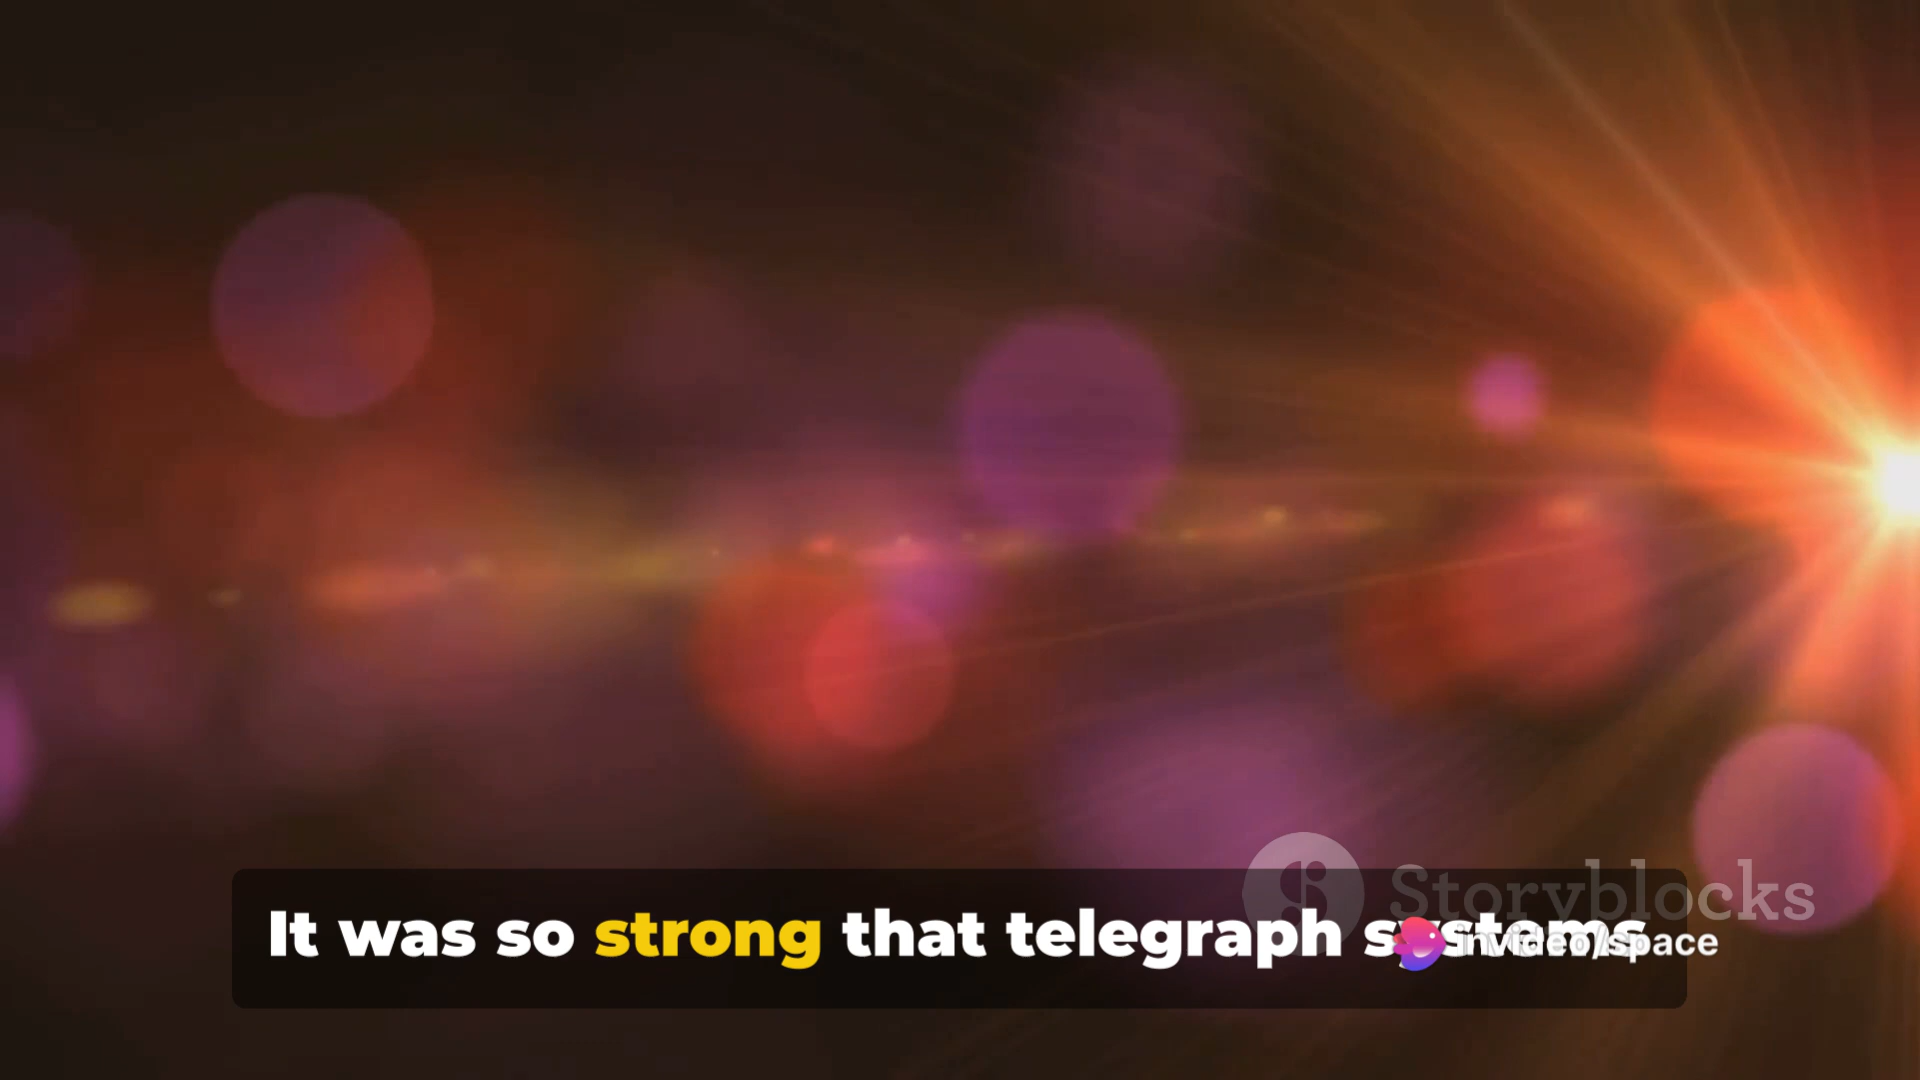 It was so strong that telegraph systems
Storyblocks
invideo/space